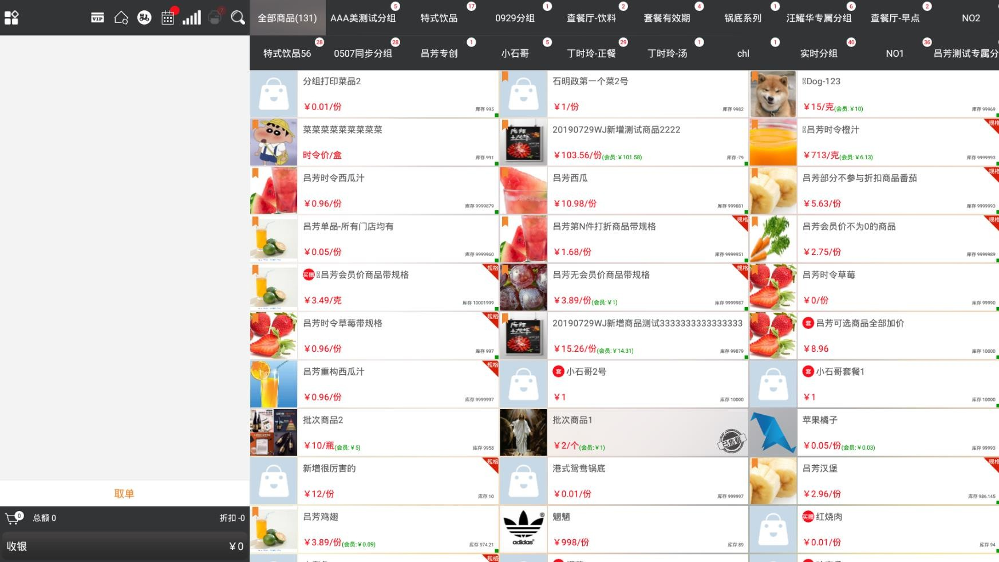 VIP
7
全部商品(131)
AAA美测试分组
5
特式饮品
17
0929分组
1
查餐厅-饮料
2
套餐有效期
4
锅底系列
1
汪耀华专属分组
6
查餐厅-早点
2
NO2
特式饮品56
28
0507同步分组
28
吕芳专创
1
小石哥
5
丁时玲-正餐
29
丁时玲-汤
1
chl
1
实时分组
40
NO1
36
吕芳测试专属分
分组打印菜品2
￥0.01/份
库存 995
石明政第一个菜2号
￥1/份
库存 9982
Dog-123
￥15/克(会员:￥10)
库存 99969
菜菜菜菜菜菜菜菜菜
时令价/盒
库存 991
20190729WJ新增测试商品2222
￥103.56/份(会员:￥101.58)
库存 -79
吕芳时令橙汁
规格
￥713/克(会员:￥6.13)
库存 9999993
吕芳时令西瓜汁
￥0.96/份
库存 9999879
吕芳西瓜
￥10.98/份
库存 999881
吕芳部分不参与折扣商品番茄
规格
￥5.63/份
库存 9999993
吕芳单品-所有门店均有
￥0.05/份
库存 9999960
吕芳第N件打折商品带规格
规格
￥1.68/份
库存 9999951
吕芳会员价不为0的商品
规格
￥2.75/份
库存 9999989
买赠 吕芳会员价商品带规格
规格
￥3.49/克
库存 10001999
吕芳无会员价商品带规格
规格
￥3.89/份(会员:￥1)
库存 9999987
吕芳时令草莓
￥0/份
库存 99990
吕芳时令草莓带规格
规格
￥0.96/份
库存 997
20190729WJ新增商品测试3333333333333333
￥15.26/份(会员:￥14.31)
库存 99879
套 吕芳可选商品全部加价
￥8.96
库存 10000
吕芳重构西瓜汁
规格
￥0.96/份
库存 9999997
套 小石哥2号
￥1
库存 10000
套 小石哥套餐1
￥1
库存 10000
批次商品2
￥10/瓶(会员:￥5)
库存 9958
批次商品1
￥2/个(会员:￥1)
已售罄
苹果橘子
￥0.05/份(会员:￥0.03)
库存 99993
新增很厉害的
规格
￥12/份
库存 10
港式鸳鸯锅底
￥0.01/份
库存 999997
吕芳汉堡
规格
￥2.96/份
库存 986.145
吕芳鸡翅
￥3.89/份(会员:￥0.09)
库存 974.21
adidas®
魍魉
￥998/份
库存 89
买赠 红烧肉
￥0.01/份
库存 94
规格
取单
0
总额 0
折扣 -0
收银
￥0